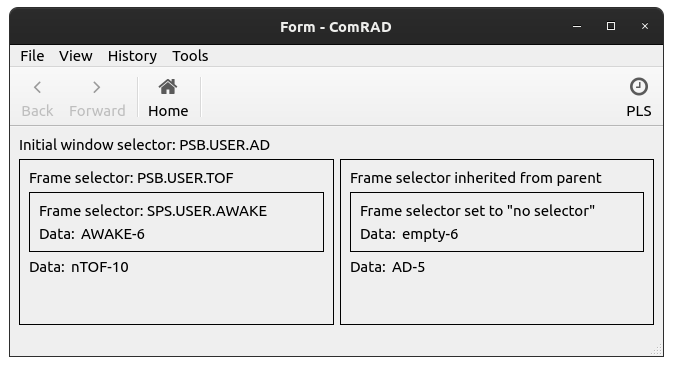 Form - ComRAD
File View History Tools
Back Forward Home PLS
Initial window selector: PSB.USER.AD
Frame selector: PSB.USER.TOF
Frame selector: SPS.USER.AWAKE
Data: AWAKE-6
Data: nTOF-10
Frame selector inherited from parent
Frame selector set to "no selector"
Data: empty-6
Data: AD-5